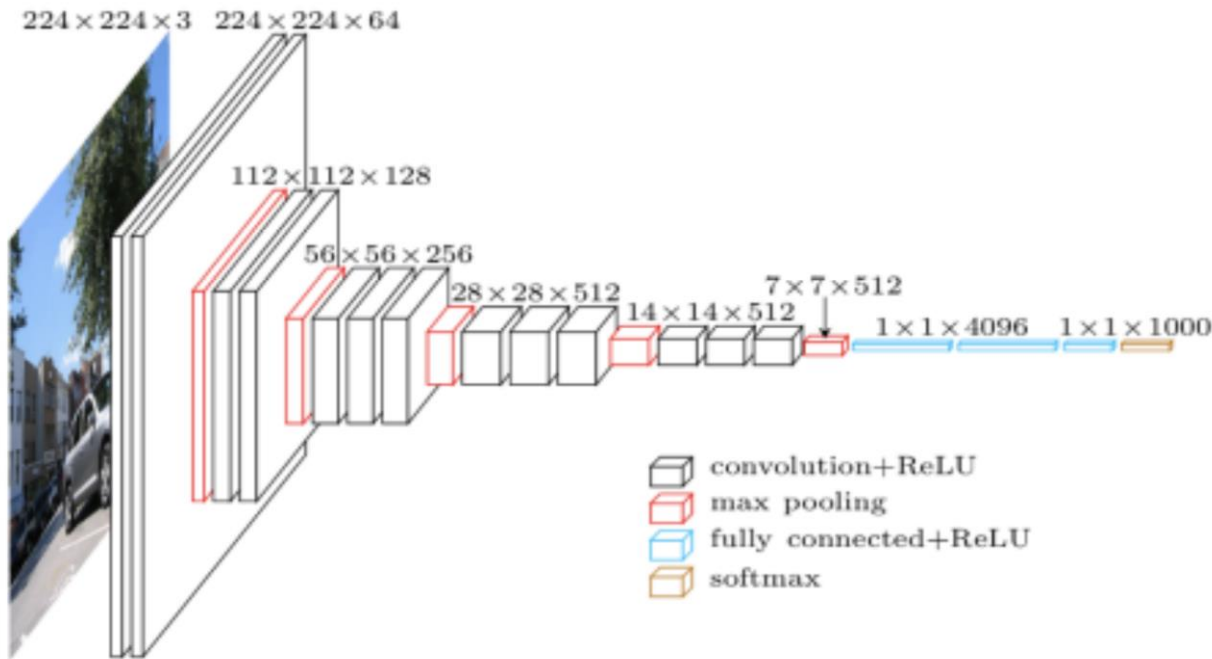 224×224×3
224×224×64
112×112×128
56×56×256
28×28×512
14×14×512
7×7×512
1×1×4096
1×1×1000
convolution+ReLU
max pooling
fully connected+ReLU
softmax